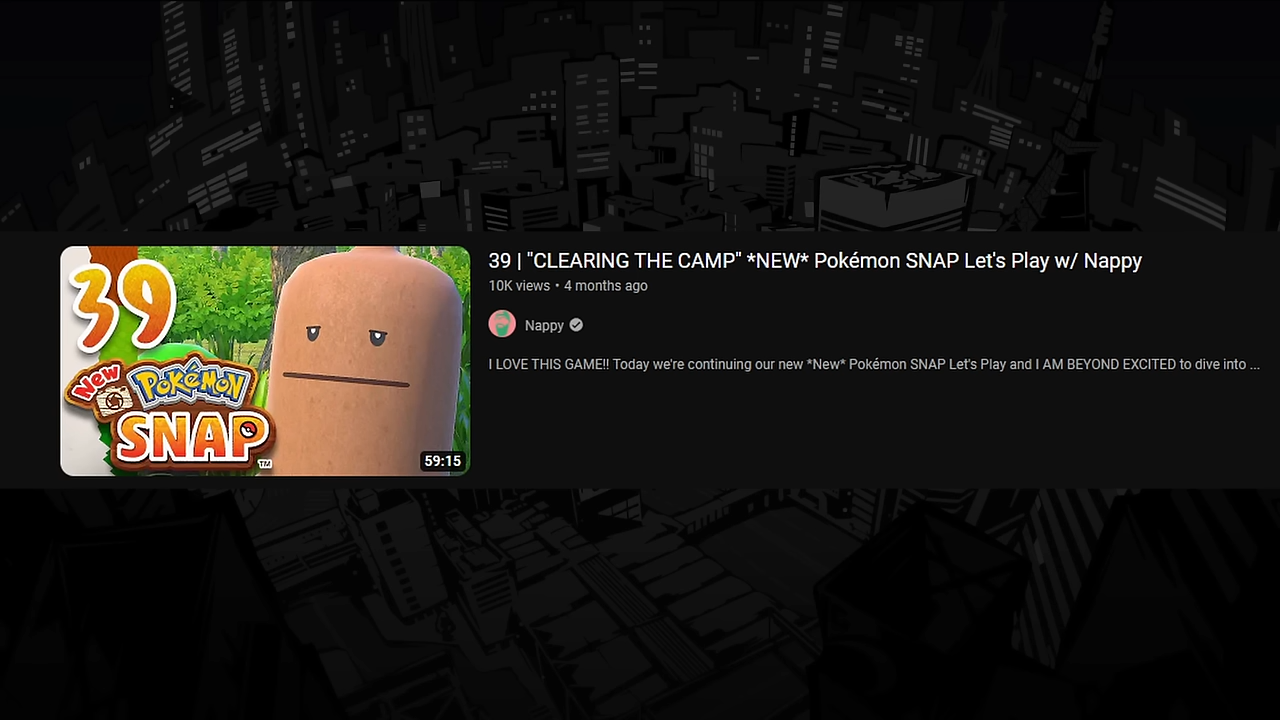 39 | "CLEARING THE CAMP" *NEW* Pokémon SNAP Let's Play w/ Nappy
10K views • 4 months ago
Nappy
I LOVE THIS GAME!! Today we're continuing our new *New* Pokémon SNAP Let's Play and I AM BEYOND EXCITED to dive into ...
39
New
POKéMON
SNAP
TM
59:15